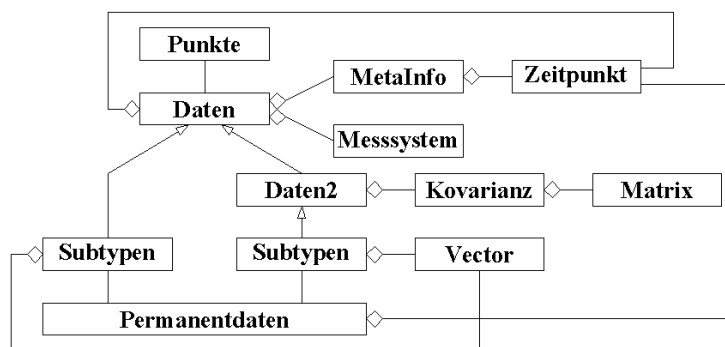 Punkte
MetaInfo
Zeitpunkt
Daten
Messsystem
Daten2
Kovarianz
Matrix
Subtypen
Subtypen
Vector
Permanentdaten